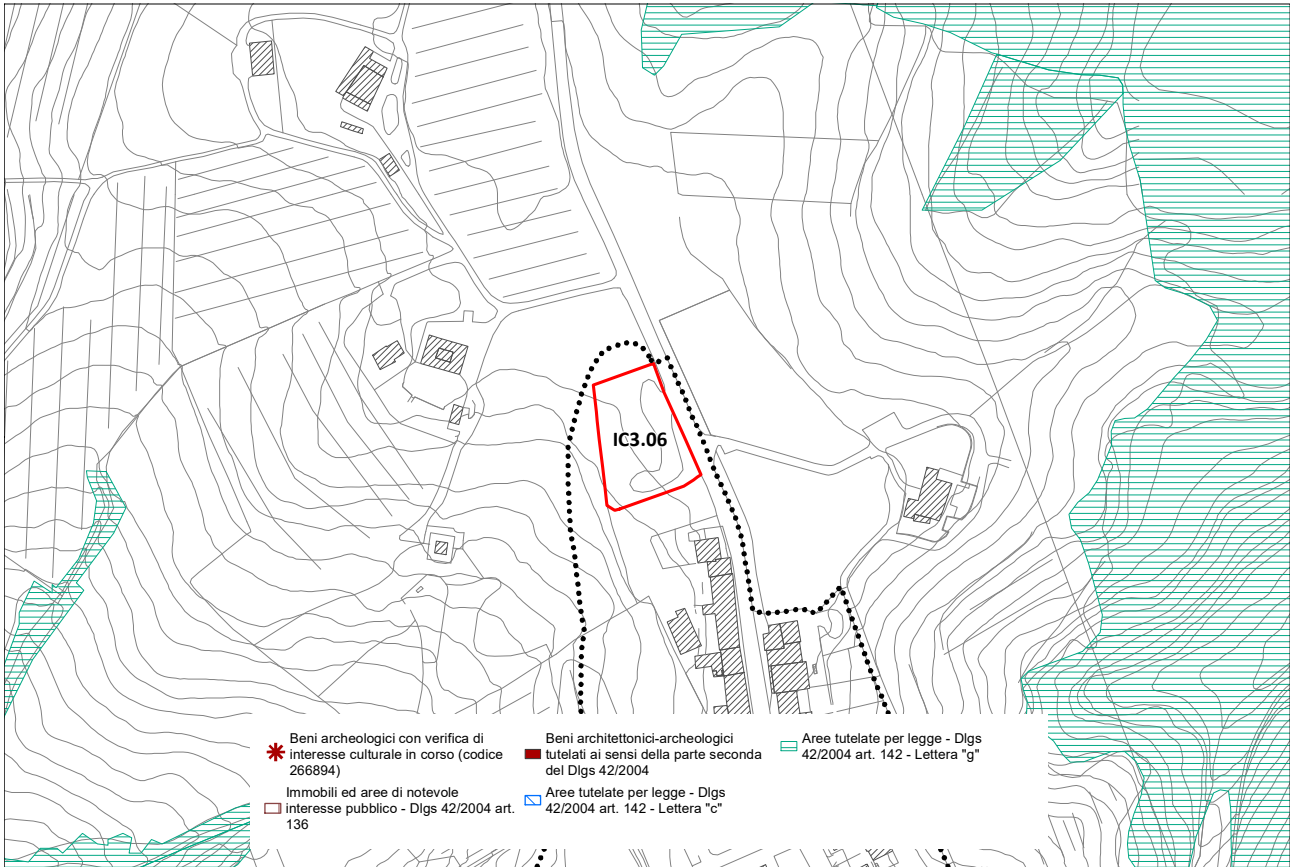 IC3.06
Beni archeologici con verifica di
interesse culturale in corso (codice
266894)
Immobili ed aree di notevole
interesse pubblico - Dlgs 42/2004 art.
136
Beni architettonici-archeologici
tutelati ai sensi della parte seconda
del Dlgs 42/2004
Aree tutelate per legge - Dlgs
42/2004 art. 142 - Lettera "c"
Aree tutelate per legge - Dlgs
42/2004 art. 142 - Lettera "g"